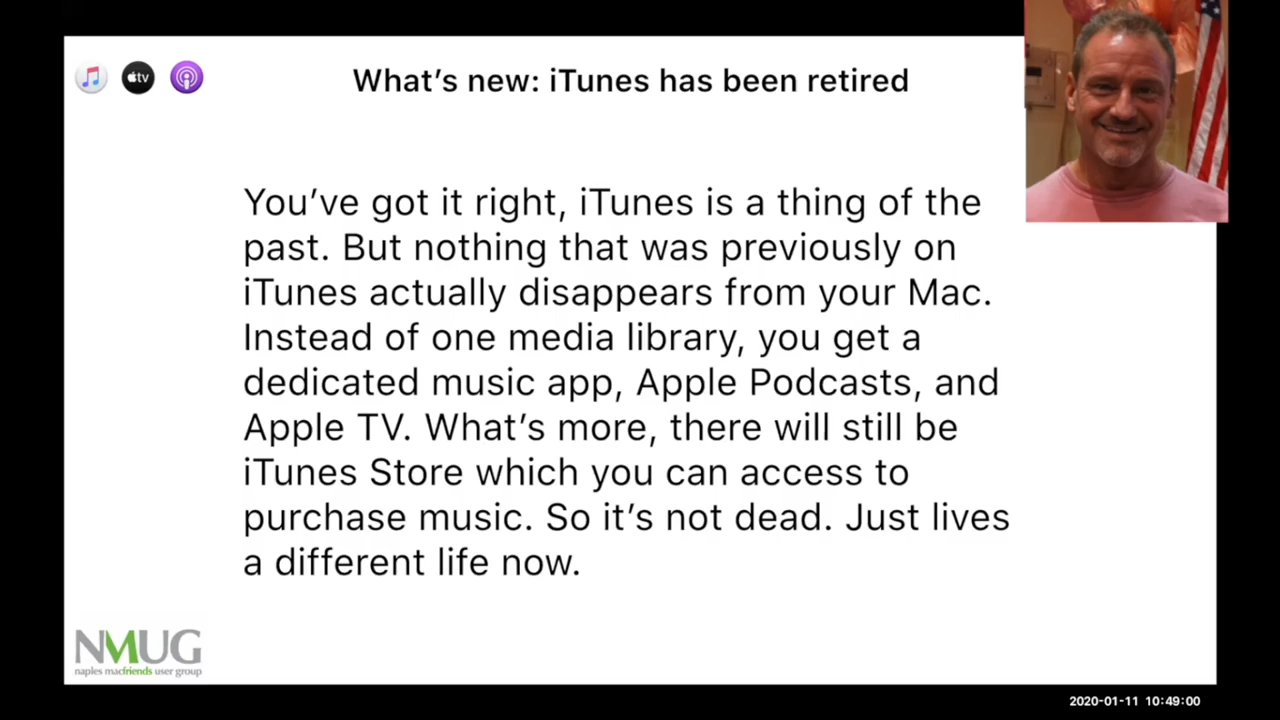 tv
What's new: iTunes has been retired
You've got it right, iTunes is a thing of the
past. But nothing that was previously on
iTunes actually disappears from your Mac.
Instead of one media library, you get a
dedicated music app, Apple Podcasts, and
Apple TV. What's more, there will still be
iTunes Store which you can access to
purchase music. So it's not dead. Just lives
a different life now.
NMUG
naples macfriends user group
2020-01-11 10:49:00